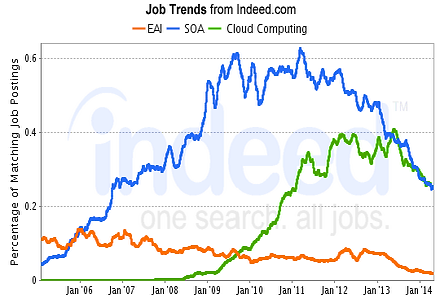 Job Trends from Indeed.com
EAI SOA Cloud Computing
Percentage of Matching Job Postings
0.6
0.4
0.2
0
indeed™
one search. all jobs.
Jan '06 Jan '07 Jan '08 Jan '09 Jan '10 Jan '11 Jan '12 Jan '13 Jan '14